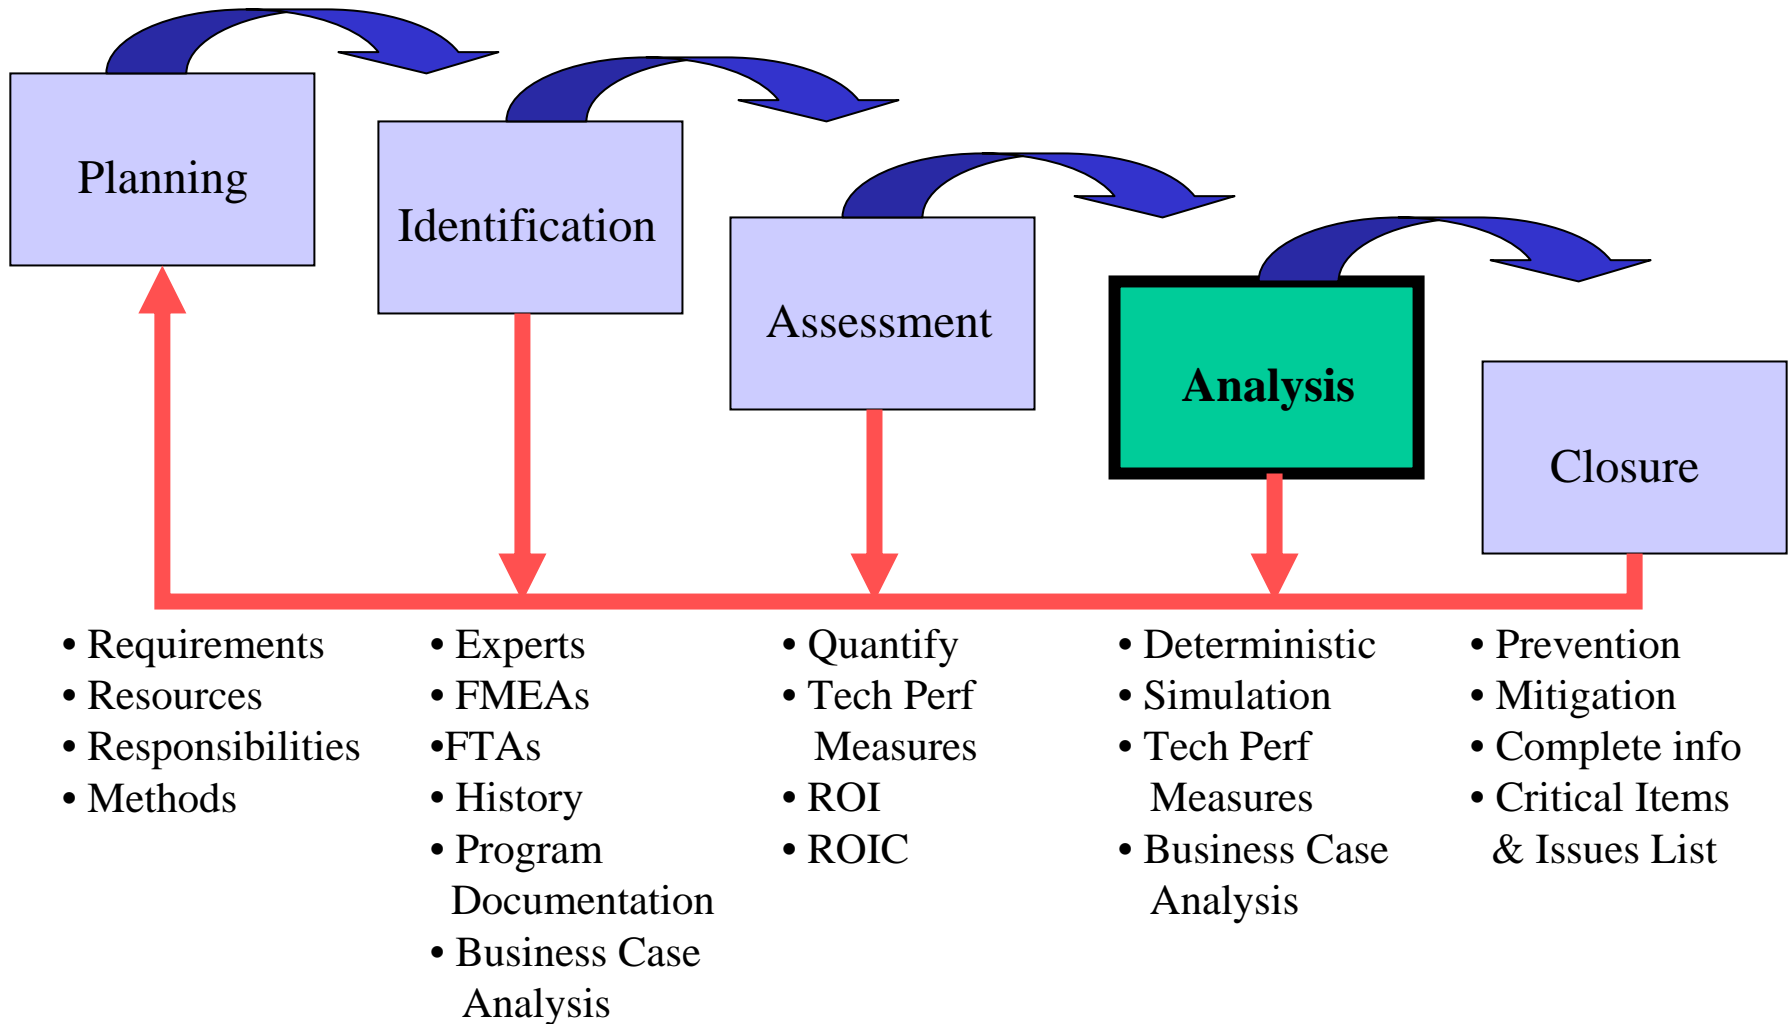 Planning
Identification
Assessment
Analysis
Closure
• Requirements
• Resources
• Responsibilities
• Methods
• Experts
• FMEAs
•FTAs
• History
• Program
Documentation
• Business Case
Analysis
• Quantify
• Tech Perf
Measures
• ROI
• ROIC
• Deterministic
• Simulation
• Tech Perf
Measures
• Business Case
Analysis
• Prevention
• Mitigation
• Complete info
• Critical Items
& Issues List